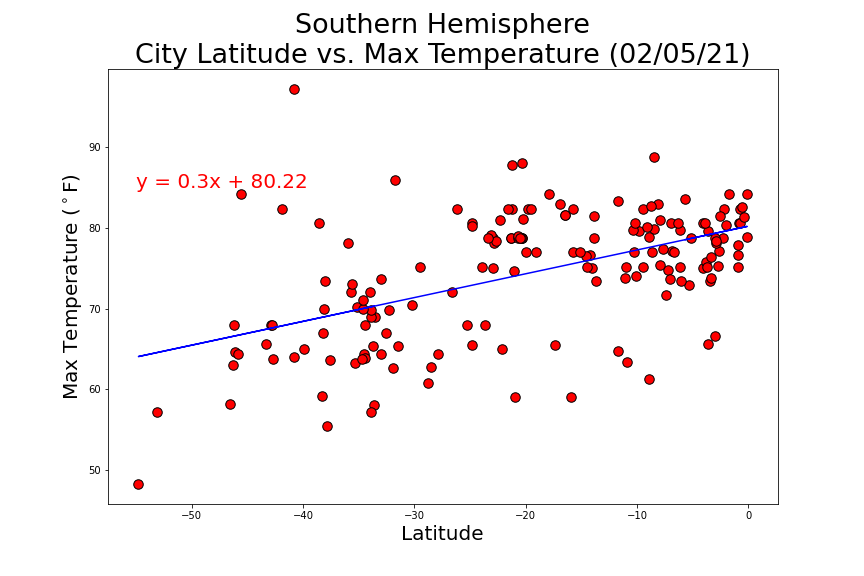 Southern Hemisphere
City Latitude vs. Max Temperature (02/05/21)
90
y = 0.3x + 80.22
80
70
60
50
Max Temperature (°F)
−50
−40
−30
−20
−10
0
Latitude